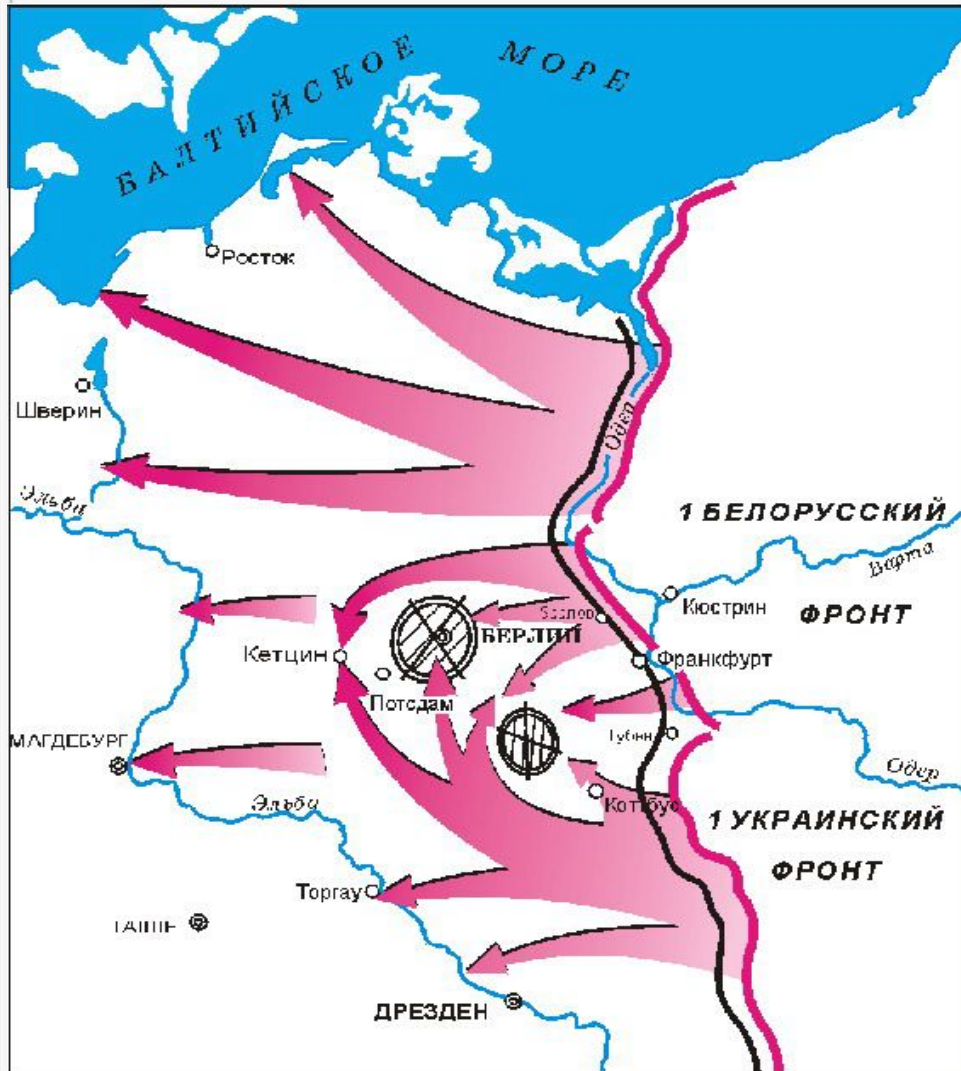 БАЛТИЙСКОЕ МОРЕ
Росток
Шверин
Одер
Эльба
1 БЕЛОРУССКИЙ
Варта
Кюстрин
ФРОНТ
БЕРЛИН
Кетцин
Франкфурт
Потсдам
Губен
МАГДЕБУРГ
Одер
Эльба
Коттбус
1 УКРАИНСКИЙ
ФРОНТ
Торгау
ДРЕЗДЕН